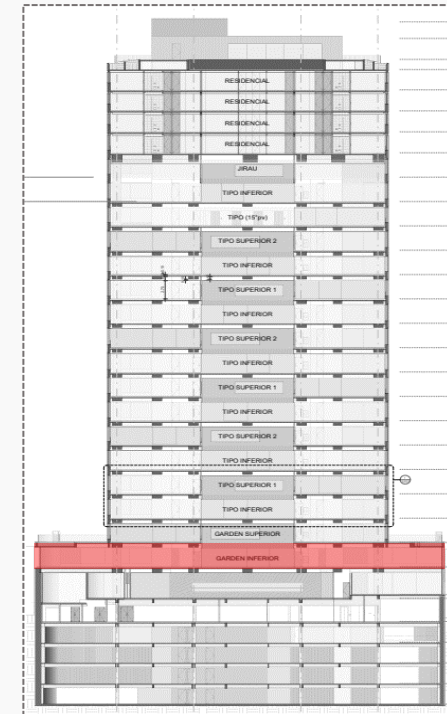 RESIDENCIAL
RESIDENCIAL
RESIDENCIAL
RESIDENCIAL
JIRAU
TIPO INFERIOR
TIPO (15°pv)
TIPO SUPERIOR 2
TIPO INFERIOR
TIPO SUPERIOR 1
TIPO INFERIOR
TIPO SUPERIOR 2
TIPO INFERIOR
TIPO SUPERIOR 1
TIPO INFERIOR
TIPO SUPERIOR 2
TIPO INFERIOR
TIPO SUPERIOR 1
TIPO INFERIOR
GARDEN SUPERIOR
GARDEN INFERIOR